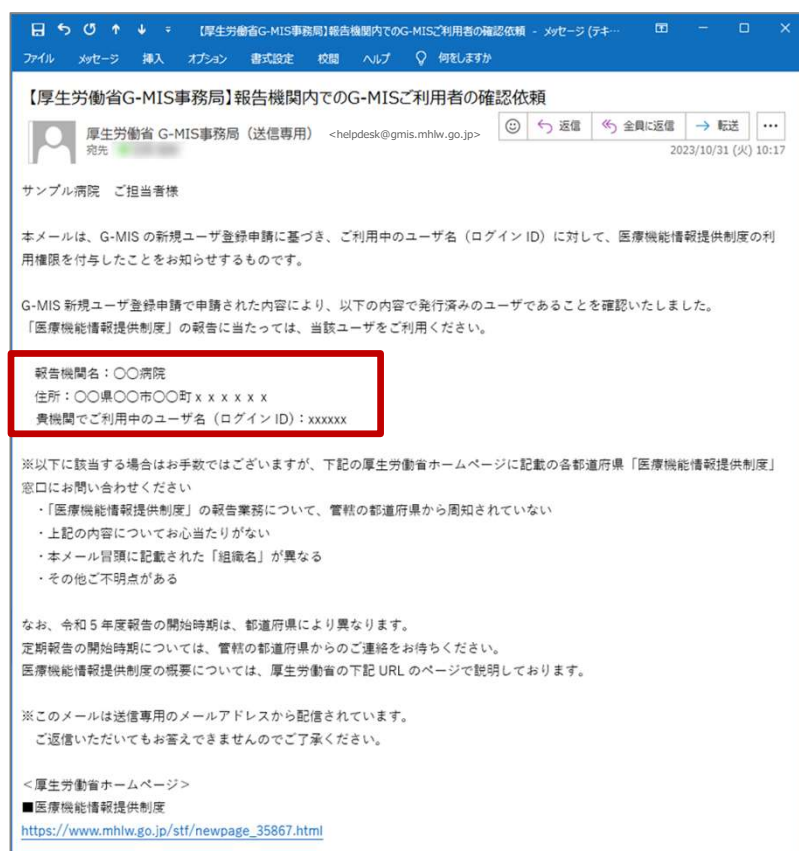 【厚生労働省G-MIS事務局】報告機関内でのG-MISご利用者の確認依頼 - メッセージ (テキ…
ファイル メッセージ 挿入 オプション 書式設定 校閲 ヘルプ 何をしますか
【厚生労働省G-MIS事務局】報告機関内でのG-MISご利用者の確認依頼
厚生労働省 G-MIS事務局（送信専用） <helpdesk@gmis.mhlw.go.jp>
返信 全員に返信 転送 …
宛先
2023/10/31 (火) 10:17
サンプル病院　ご担当者様
本メールは、G-MIS の新規ユーザ登録申請に基づき、ご利用中のユーザ名（ログイン ID）に対して、医療機能情報提供制度の利
用権限を付与したことをお知らせするものです。
G-MIS 新規ユーザ登録申請で申請された内容により、以下の内容で発行済みのユーザであることを確認いたしました。
「医療機能情報提供制度」の報告に当たっては、当該ユーザをご利用ください。
報告機関名：〇〇病院
住所：〇〇県〇〇市〇〇町ｘｘｘｘｘｘ
貴機関でご利用中のユーザ名（ログイン ID）：xxxxxx
※以下に該当する場合はお手数ではございますが、下記の厚生労働省ホームページに記載の各都道府県「医療機能情報提供制度」
窓口にお問い合わせください
・「医療機能情報提供制度」の報告業務について、管轄の都道府県から周知されていない
・上記の内容についてお心当たりがない
・本メール冒頭に記載された「組織名」が異なる
・その他ご不明点がある
なお、令和５年度報告の開始時期は、都道府県により異なります。
定期報告の開始時期については、管轄の都道府県からのご連絡をお待ちください。
医療機能情報提供制度の概要については、厚生労働省の下記 URL のページで説明しております。
※このメールは送信専用のメールアドレスから配信されています。
ご返信いただいてもお答えできませんのでご了承ください。
＜厚生労働省ホームページ＞
■医療機能情報提供制度
https://www.mhlw.go.jp/stf/newpage_35867.html